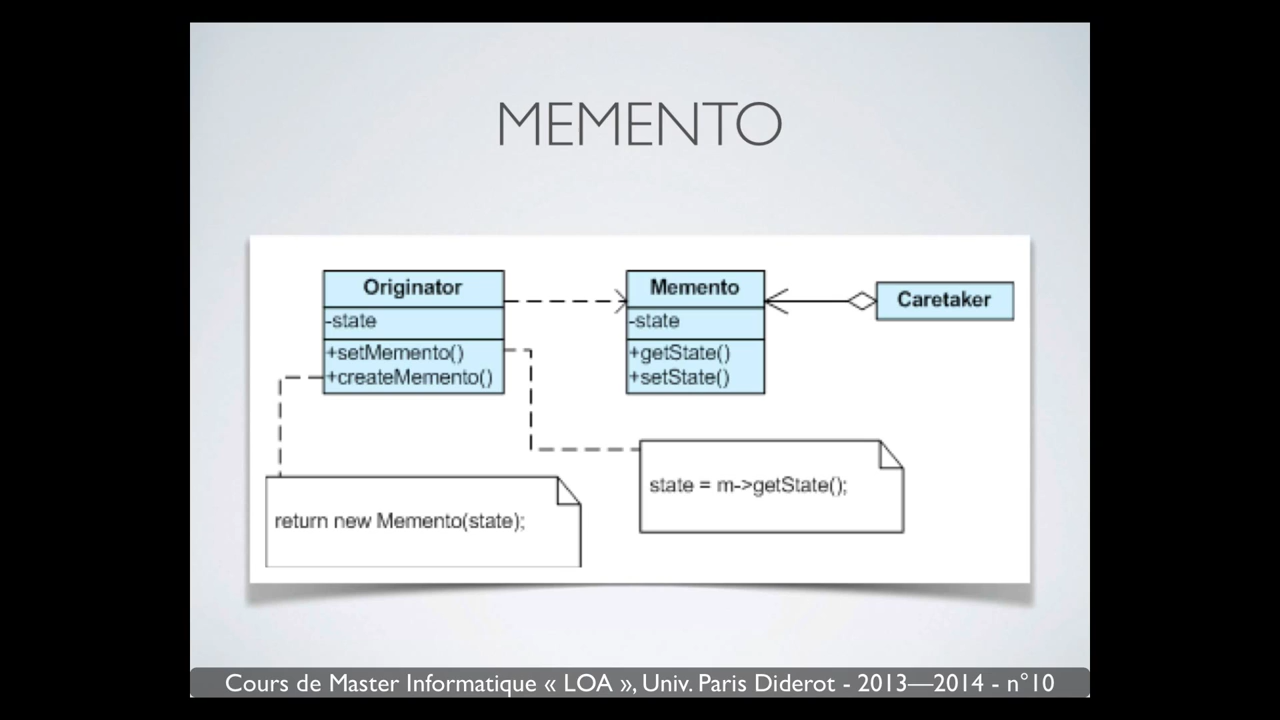 MEMENTO
Originator
-state
+setMemento()
+createMemento()
Memento
-state
+getState()
+setState()
Caretaker
state = m->getState();
return new Memento(state);
Cours de Master Informatique « LOA », Univ. Paris Diderot - 2013—2014 - n°10